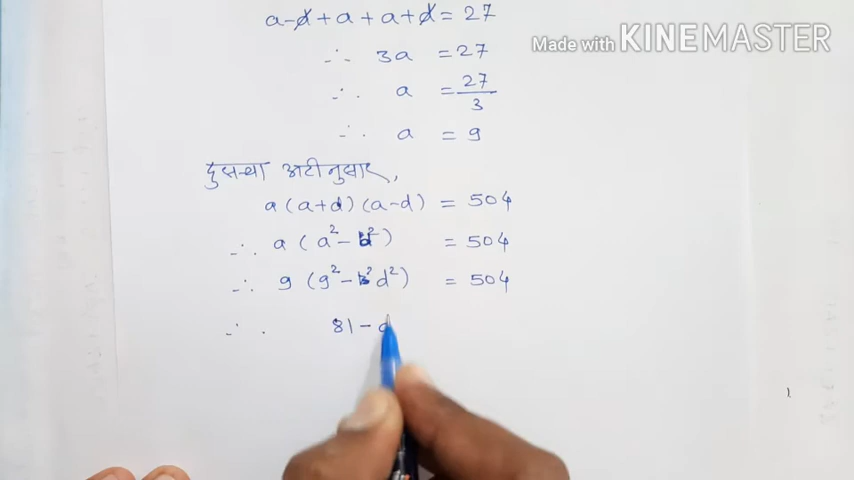 a-d+a+a+d = 27
Made with KINEMASTER
∴ 3a = 27
∴ a = 27/3
∴ a = 9
दुसऱ्या अटीनुसार,
a (a+d) (a-d) = 504
∴ a (a² - d²) = 504
∴ 9 (9² - d²) = 504
∴ 81 - d